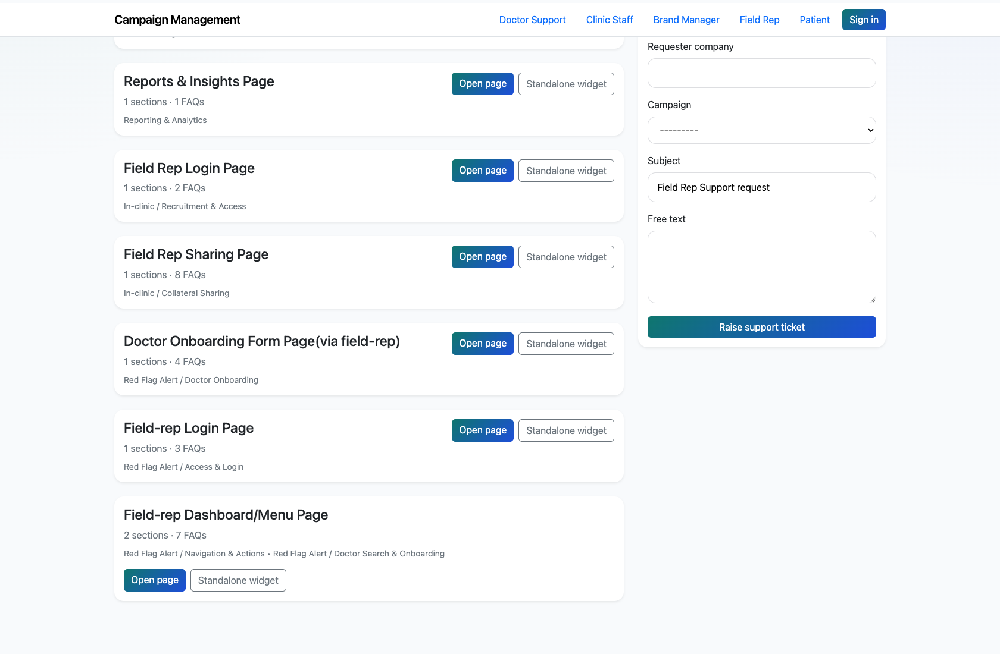 Campaign Management
Doctor Support
Clinic Staff
Brand Manager
Field Rep
Patient
Sign in
Reports & Insights Page
1 sections · 1 FAQs
Reporting & Analytics
Open page
Standalone widget
Field Rep Login Page
1 sections · 2 FAQs
In-clinic / Recruitment & Access
Open page
Standalone widget
Field Rep Sharing Page
1 sections · 8 FAQs
In-clinic / Collateral Sharing
Open page
Standalone widget
Doctor Onboarding Form Page(via field-rep)
1 sections · 4 FAQs
Red Flag Alert / Doctor Onboarding
Open page
Standalone widget
Field-rep Login Page
1 sections · 3 FAQs
Red Flag Alert / Access & Login
Open page
Standalone widget
Field-rep Dashboard/Menu Page
2 sections · 7 FAQs
Red Flag Alert / Navigation & Actions • Red Flag Alert / Doctor Search & Onboarding
Open page
Standalone widget
Requester company
Campaign
---------
Subject
Field Rep Support request
Free text
Raise support ticket